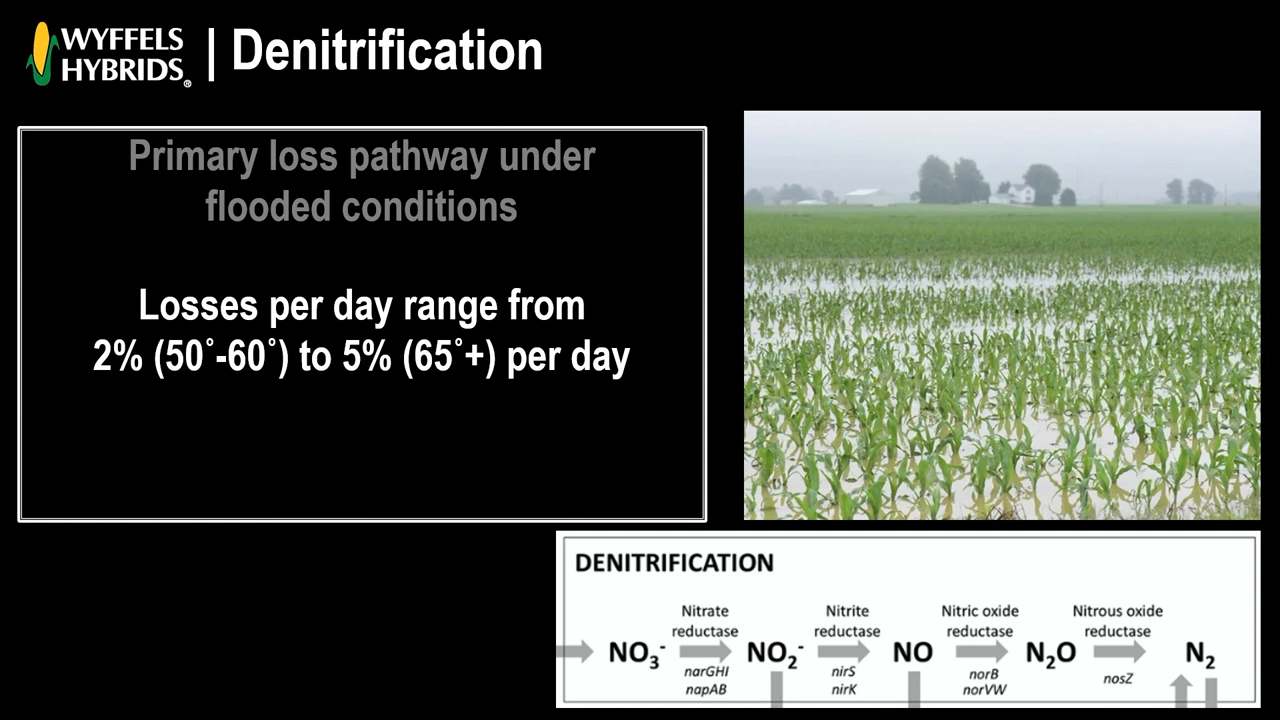 WYFFELS
HYBRIDS®
| Denitrification
Primary loss pathway under
flooded conditions
Losses per day range from
2% (50˚-60˚) to 5% (65˚+) per day
DENITRIFICATION
Nitrate
reductase
Nitrite
reductase
Nitric oxide
reductase
Nitrous oxide
reductase
NO₃⁻ NO₂⁻ NO N₂O N₂
narGHI
napAB
nirS
nirK
norB
norVW
nosZ